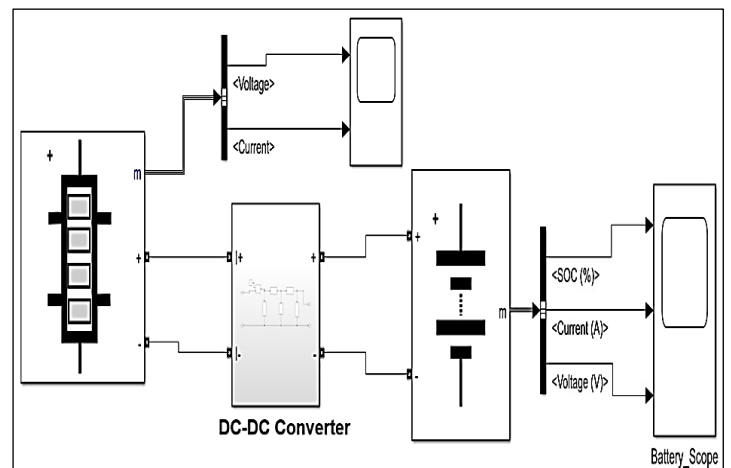 <Voltage>
<Current>
+
m
+
-
I+
I-
+
-
DC-DC Converter
+
+
-
m
<SOC (%)>
<Current (A)>
<Voltage (V)>
Battery_Scope